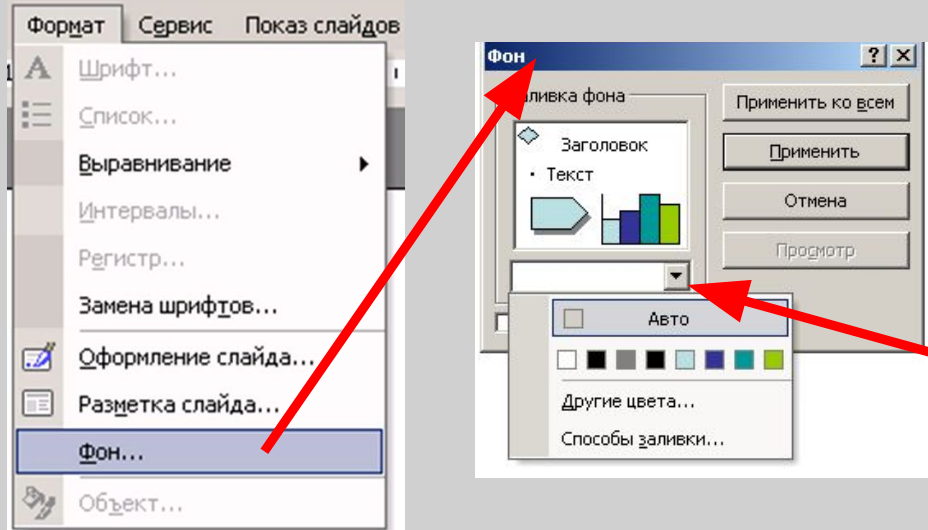 Формат Сервис Показ слайдов
Шрифт...
Список...
Выравнивание
Интервалы...
Регистр...
Замена шрифтов...
Оформление слайда...
Разметка слайда...
Фон...
Объект...
Фон
Заливка фона
Заголовок
• Текст
Применить ко всем
Применить
Отмена
Просмотр
Авто
Другие цвета...
Способы заливки...